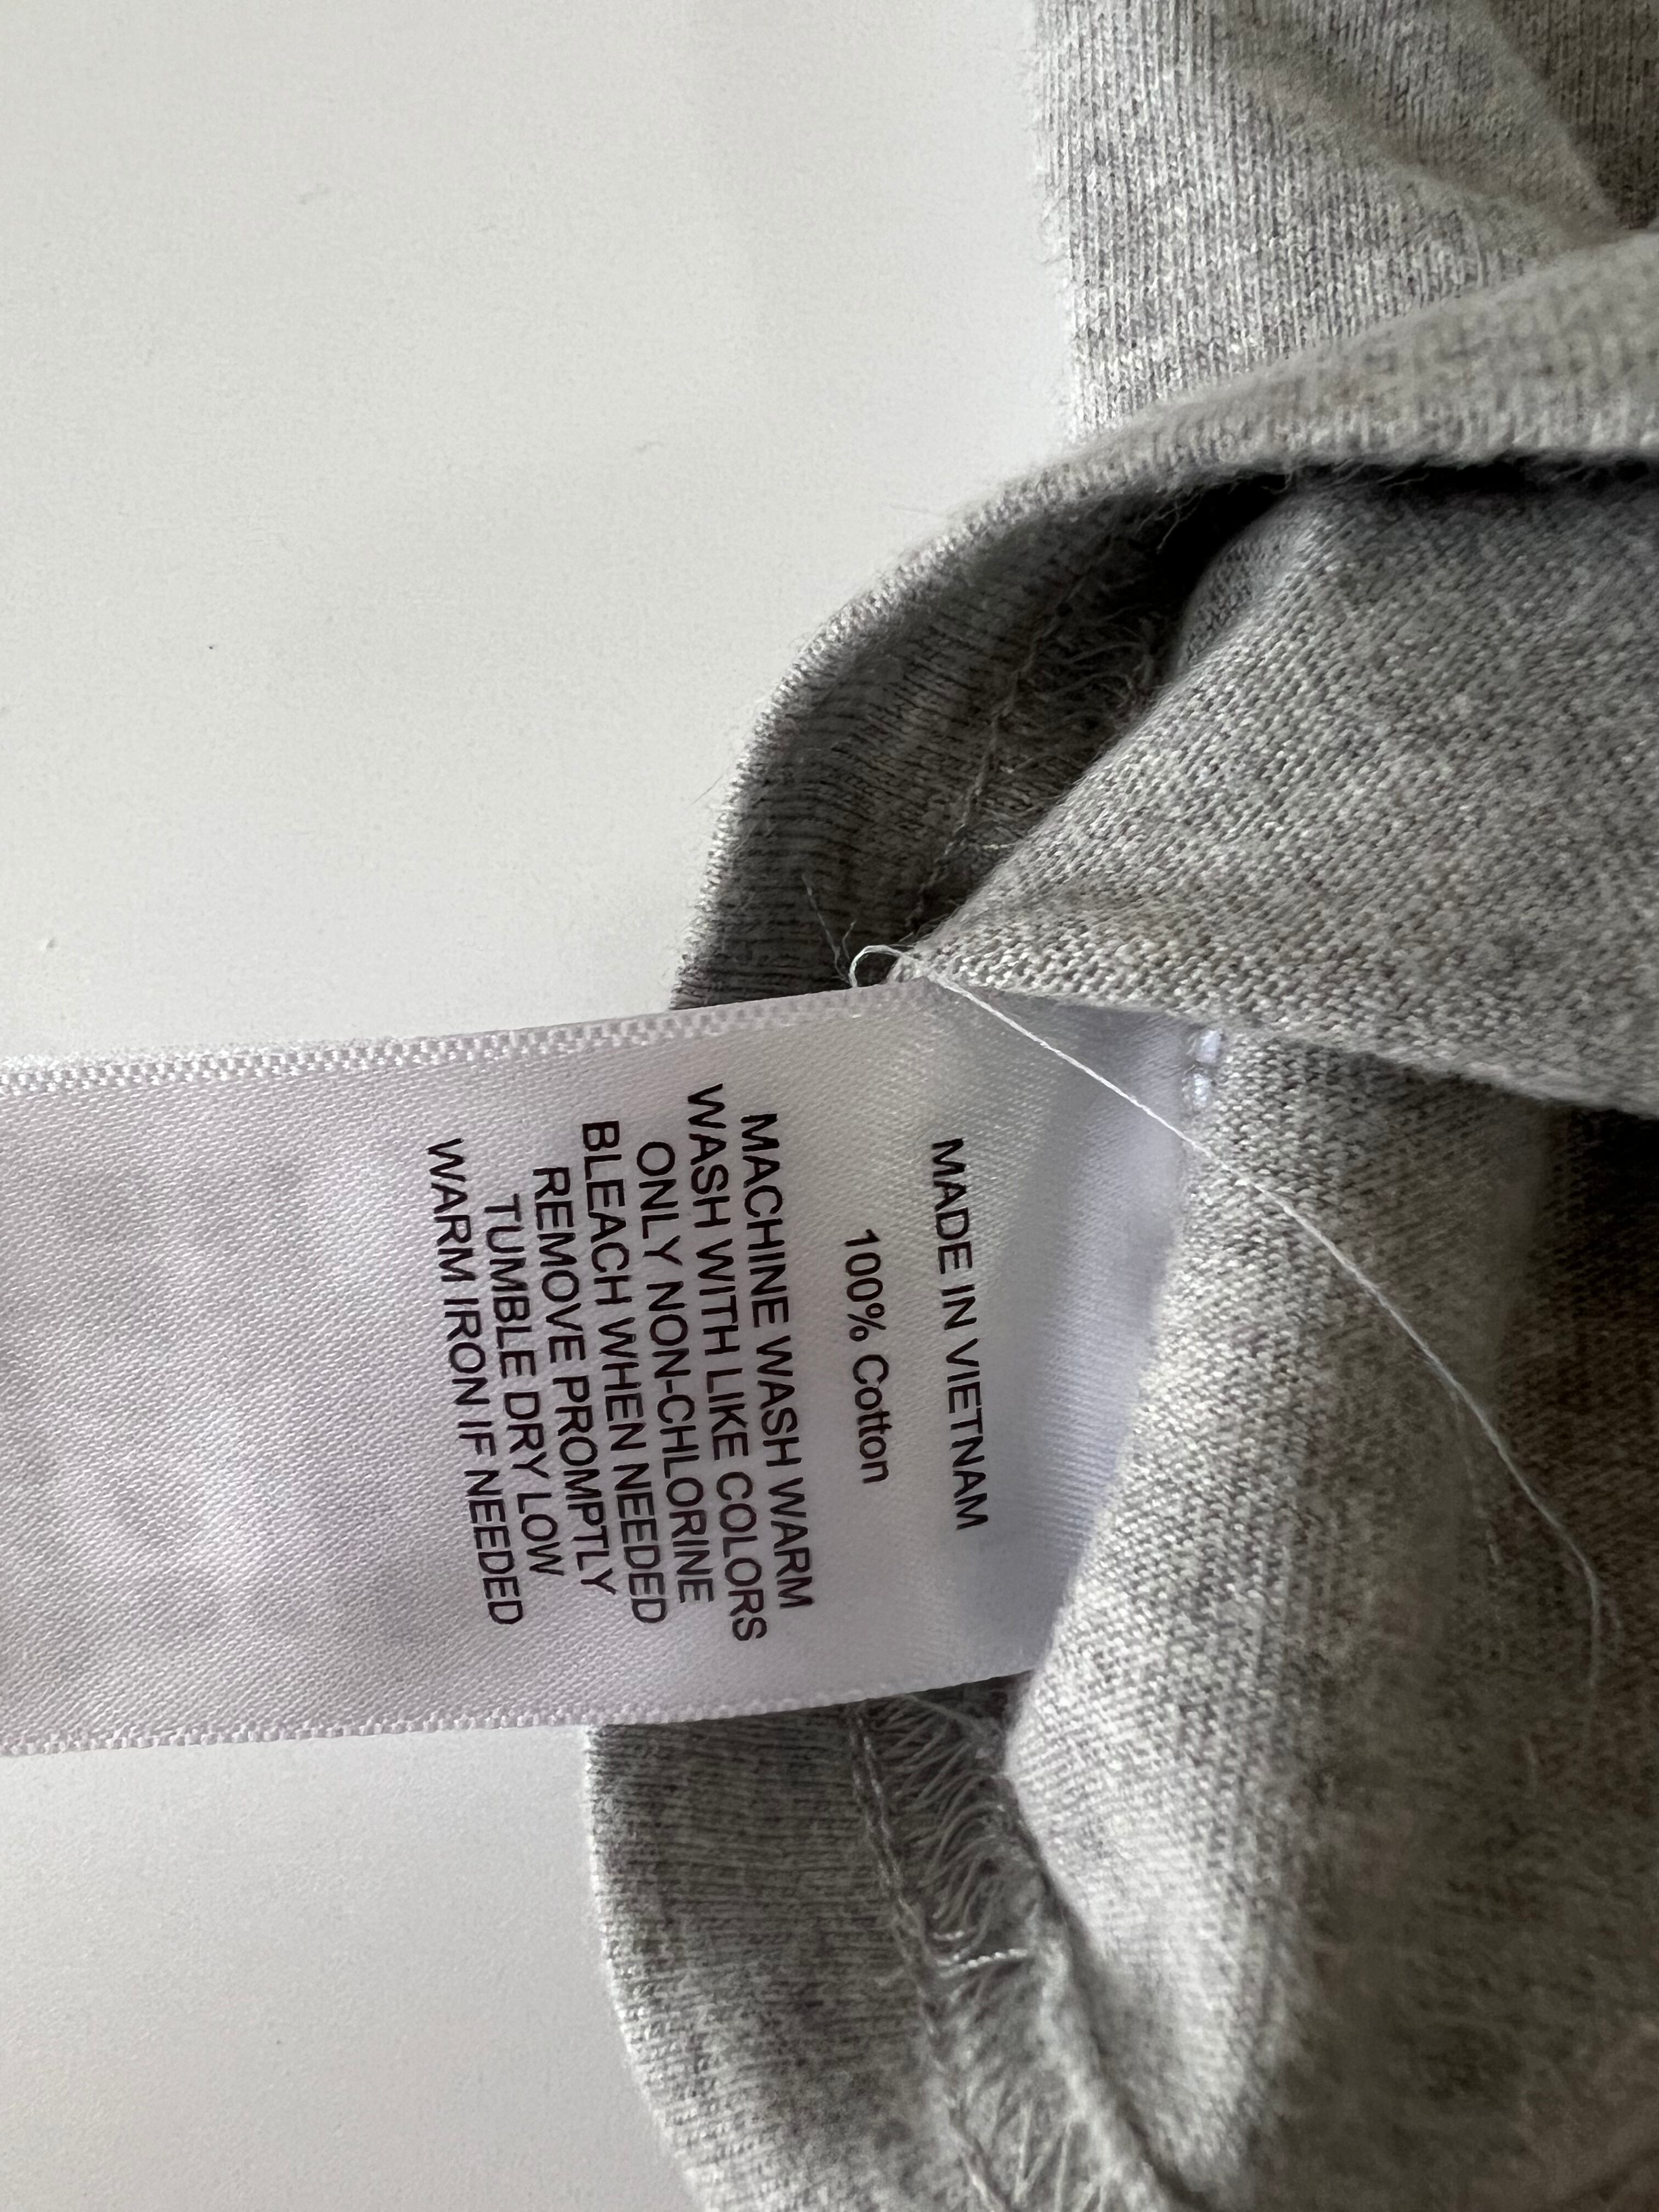 MADE IN VIETNAM
100% Cotton
MACHINE WASH WARM
WASH WITH LIKE COLORS
ONLY NON-CHLORINE
BLEACH WHEN NEEDED
REMOVE PROMPTLY
TUMBLE DRY LOW
WARM IRON IF NEEDED